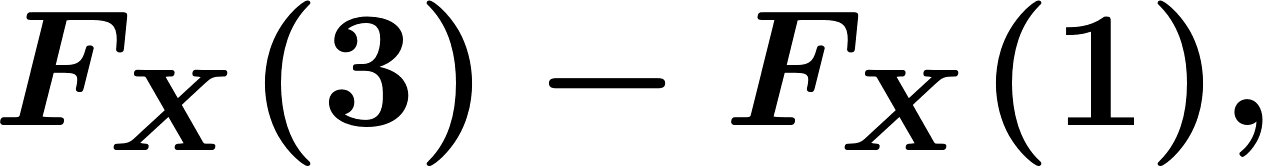 F_X(3) − F_X(1),